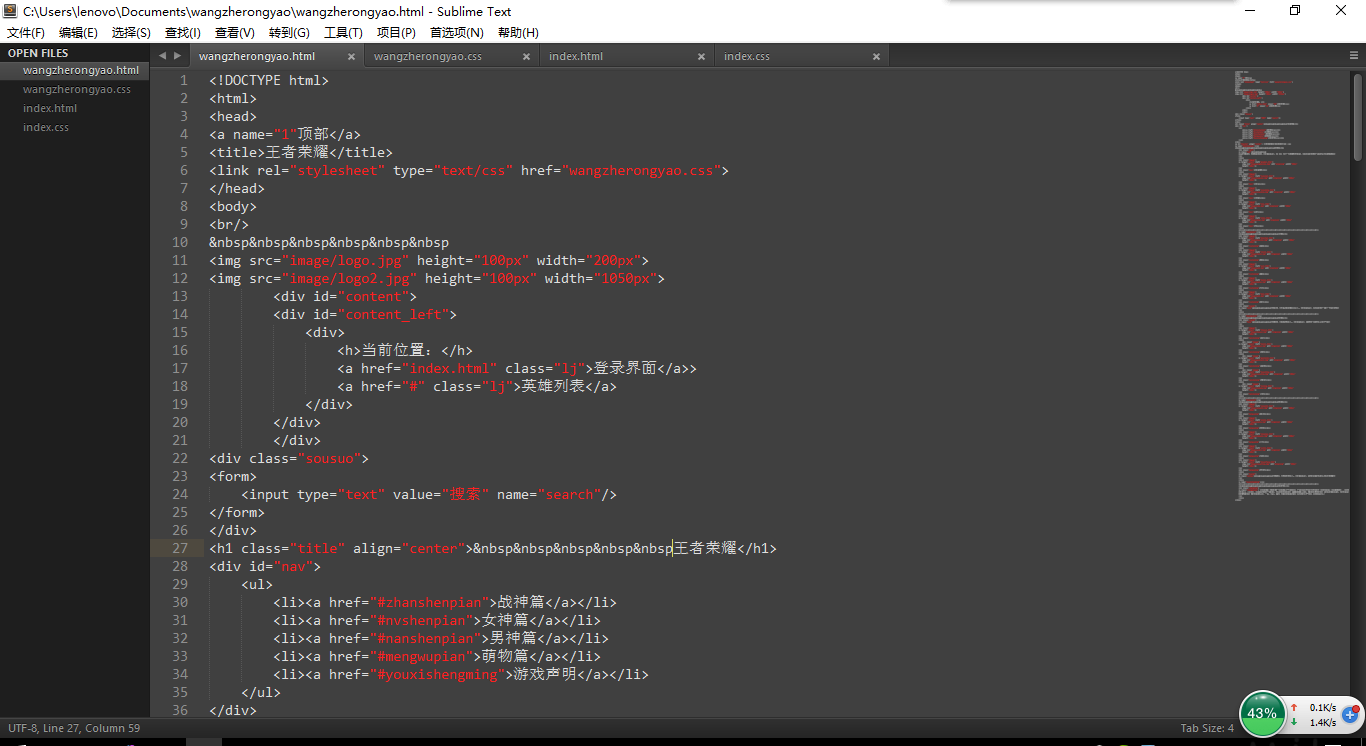 C:\Users\lenovo\Documents\wangzherongyao\wangzherongyao.html - Sublime Text
文件(F) 编辑(E) 选择(S) 查找(I) 查看(V) 转到(G) 工具(T) 项目(P) 首选项(N) 帮助(H)
OPEN FILES
wangzherongyao.html
wangzherongyao.css
index.html
index.css
wangzherongyao.html wangzherongyao.css index.html index.css
1 <!DOCTYPE html>
2 <html>
3 <head>
4 <a name="1"顶部</a>
5 <title>王者荣耀</title>
6 <link rel="stylesheet" type="text/css" href="wangzherongyao.css">
7 </head>
8 <body>
9 <br/>
10 &nbsp&nbsp&nbsp&nbsp&nbsp&nbsp
11 <img src="image/logo.jpg" height="100px" width="200px">
12 <img src="image/logo2.jpg" height="100px" width="1050px">
13 <div id="content">
14 <div id="content_left">
15 <div>
16 <h>当前位置：</h>
17 <a href="index.html" class="lj">登录界面</a>>
18 <a href="#" class="lj">英雄列表</a>
19 </div>
20 </div>
21 </div>
22 <div class="sousuo">
23 <form>
24 <input type="text" value="搜索" name="search"/>
25 </form>
26 </div>
27 <h1 class="title" align="center">&nbsp&nbsp&nbsp&nbsp&nbsp王者荣耀</h1>
28 <div id="nav">
29 <ul>
30 <li><a href="#zhanshenpian">战神篇</a></li>
31 <li><a href="#nvshenpian">女神篇</a></li>
32 <li><a href="#nanshenpian">男神篇</a></li>
33 <li><a href="#mengwupian">萌物篇</a></li>
34 <li><a href="#youxishengming">游戏声明</a></li>
35 </ul>
36 </div>
UTF-8, Line 27, Column 59
Tab Size: 4
43%
0.1K/s
1.4K/s